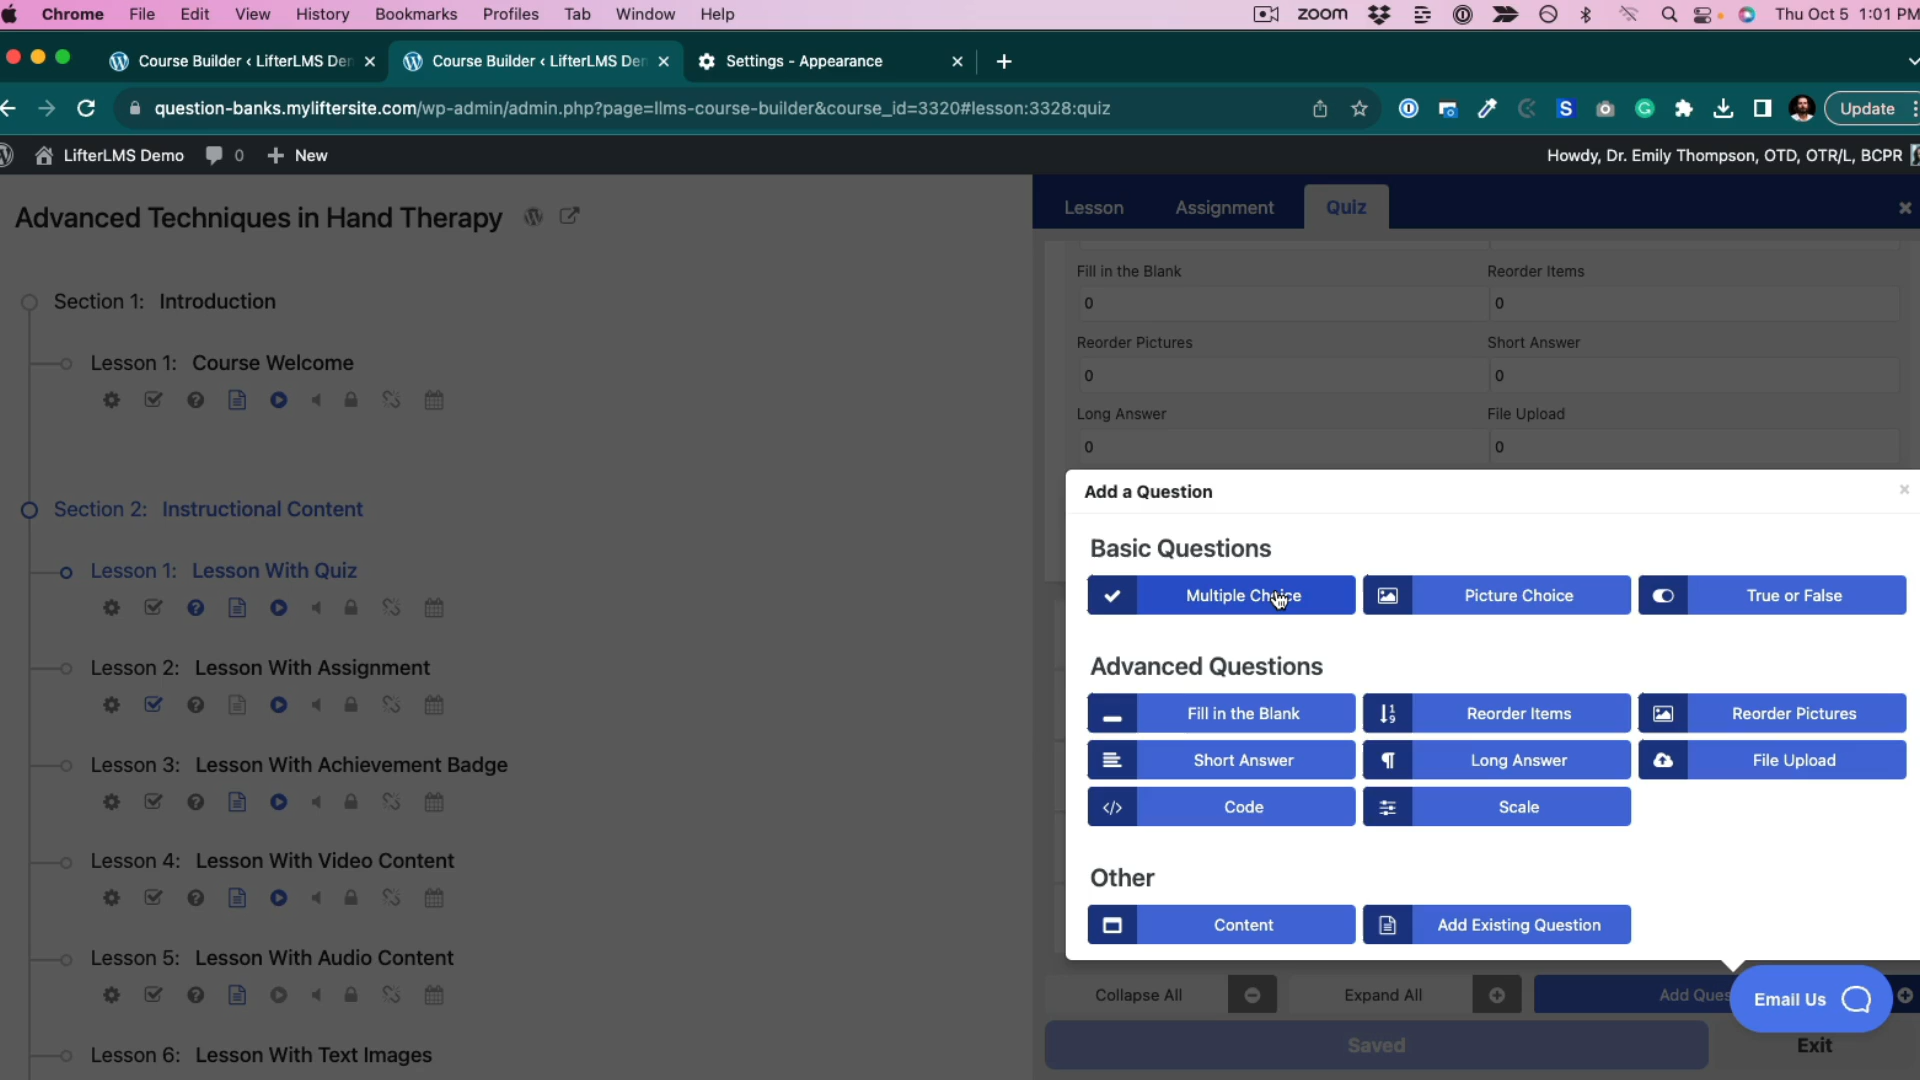 Chrome File Edit View History Bookmarks Profiles Tab Window Help zoom Thu Oct 5 1:01 PM
Course Builder ‹ LifterLMS Der Course Builder ‹ LifterLMS Der Settings - Appearance
question-banks.myliftersite.com/wp-admin/admin.php?page=llms-course-builder&course_id=3320#lesson:3328:quiz Update
LifterLMS Demo 0 New Howdy, Dr. Emily Thompson, OTD, OTR/L, BCPR
Advanced Techniques in Hand Therapy
Section 1: Introduction
Lesson 1: Course Welcome
Section 2: Instructional Content
Lesson 1: Lesson With Quiz
Lesson 2: Lesson With Assignment
Lesson 3: Lesson With Achievement Badge
Lesson 4: Lesson With Video Content
Lesson 5: Lesson With Audio Content
Lesson 6: Lesson With Text Images
Lesson Assignment Quiz
Fill in the Blank Reorder Items
0 0
Reorder Pictures Short Answer
0 0
Long Answer File Upload
0 0
Add a Question
Basic Questions
Multiple Choice Picture Choice True or False
Advanced Questions
Fill in the Blank Reorder Items Reorder Pictures
Short Answer Long Answer File Upload
Code Scale
Other
Content Add Existing Question
Collapse All Expand All Add Ques
Email Us
Saved Exit